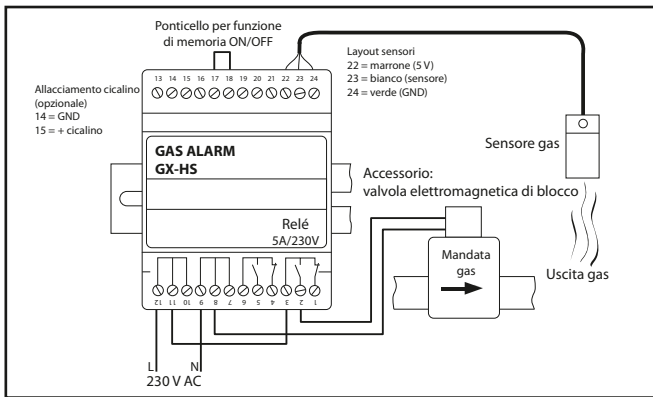 Ponticello per funzione
di memoria ON/OFF
Layout sensori
22 = marrone (5 V)
23 = bianco (sensore)
24 = verde (GND)
13 14 15 16 17 18 19 20 21 22 23 24
Allacciamento cicalino
(opzionale)
14 = GND
15 = + cicalino
Sensore gas
GAS ALARM
GX-HS
Accessorio:
valvola elettromagnetica di blocco
Relé
5A/230V
Mandata
gas
Uscita gas
12 11 10 9 8 7 6 5 4 3 2 1
L N
230 V AC